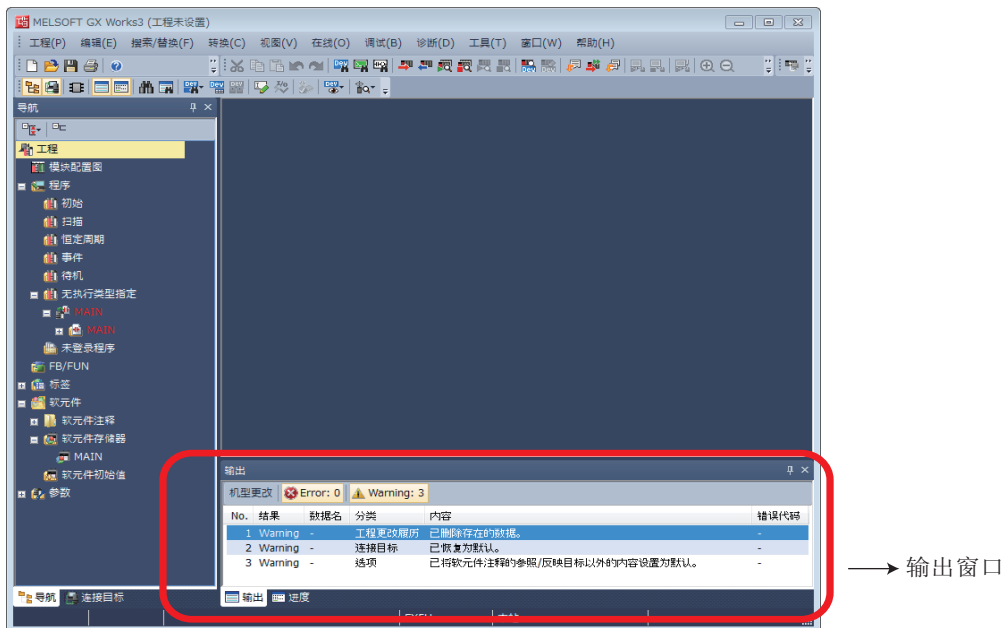 MELSOFT GX Works3 (工程未设置)
工程(P) 编辑(E) 搜索/替换(F) 转换(C) 视图(V) 在线(O) 调试(B) 诊断(D) 工具(T) 窗口(W) 帮助(H)
导航
工程
模块配置图
程序
初始
扫描
恒定周期
事件
待机
无执行类型指定
MAIN
MAIN
未登录程序
FB/FUN
标签
软元件
软元件注释
软元件存储器
MAIN
软元件初始值
参数
导航 连接目标
输出
机型更改 Error: 0 Warning: 3
No. 结果 数据名 分类 内容 错误代码
1 Warning - 工程更改履历 已删除存在的数据。 -
2 Warning - 连接目标 已恢复为默认。 -
3 Warning - 选项 已将软元件注释的参照/反映目标以外的内容设置为默认。 -
输出 进度
输出窗口